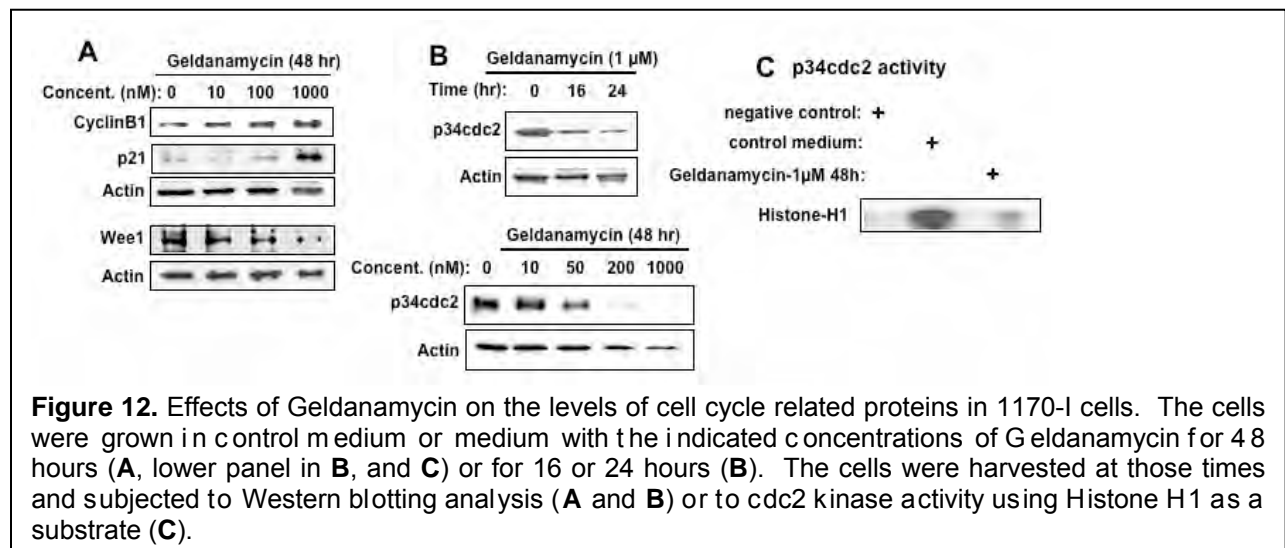 A
Geldanamycin (48 hr)
Concent. (nM): 0 10 100 1000
CyclinB1
p21
Actin
Wee1
Actin
B
Geldanamycin (1 µM)
Time (hr): 0 16 24
p34cdc2
Actin
Geldanamycin (48 hr)
Concent. (nM): 0 10 50 200 1000
p34cdc2
Actin
C p34cdc2 activity
negative control: +
control medium: +
Geldanamycin-1µM 48h: +
Histone-H1
Figure 12. Effects of Geldanamycin on the levels of cell cycle related proteins in 1170-I cells. The cells
were grown in control medium or medium with the indicated concentrations of Geldanamycin for 48
hours (A, lower panel in B, and C) or for 16 or 24 hours (B). The cells were harvested at those times
and subjected to Western blotting analysis (A and B) or to cdc2 kinase activity using Histone H1 as a
substrate (C).